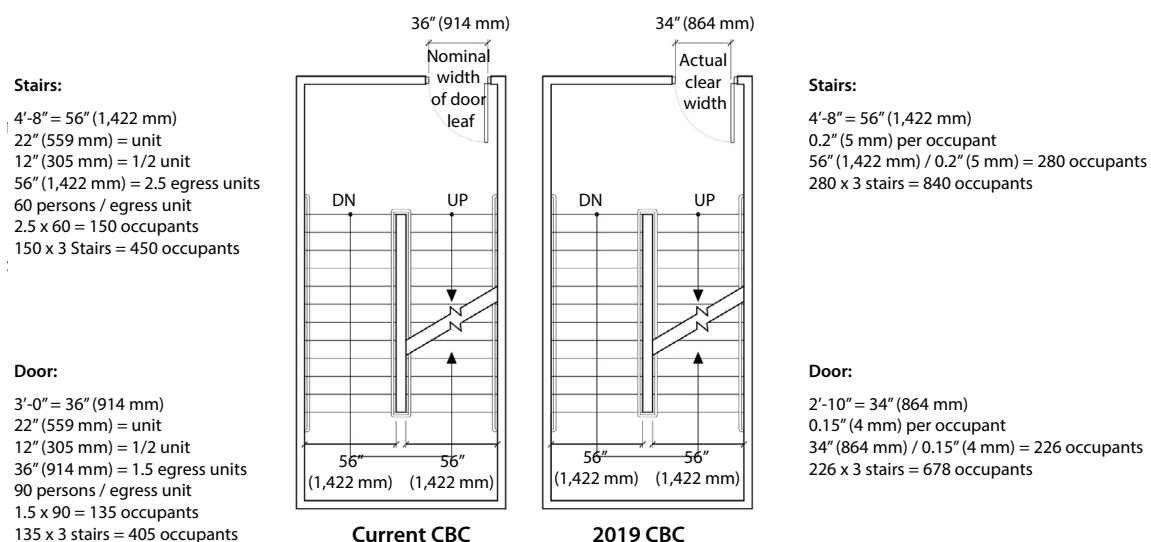 36” (914 mm)
34” (864 mm)
Nominal
width
of door
leaf
Actual
clear
width
Stairs:
4’-8” = 56” (1,422 mm)
22” (559 mm) = unit
12” (305 mm) = 1/2 unit
56” (1,422 mm) = 2.5 egress units
60 persons / egress unit
2.5 x 60 = 150 occupants
150 x 3 Stairs = 450 occupants
Door:
3’-0” = 36” (914 mm)
22” (559 mm) = unit
12” (305 mm) = 1/2 unit
36” (914 mm) = 1.5 egress units
90 persons / egress unit
1.5 x 90 = 135 occupants
135 x 3 stairs = 405 occupants
DN UP
56” 56”
(1,422 mm) (1,422 mm)
Current CBC
DN UP
56” 56”
(1,422 mm) (1,422 mm)
2019 CBC
Stairs:
4’-8” = 56” (1,422 mm)
0.2” (5 mm) per occupant
56” (1,422 mm) / 0.2” (5 mm) = 280 occupants
280 x 3 stairs = 840 occupants
Door:
2’-10” = 34” (864 mm)
0.15” (4 mm) per occupant
34” (864 mm) / 0.15” (4 mm) = 226 occupants
226 x 3 stairs = 678 occupants